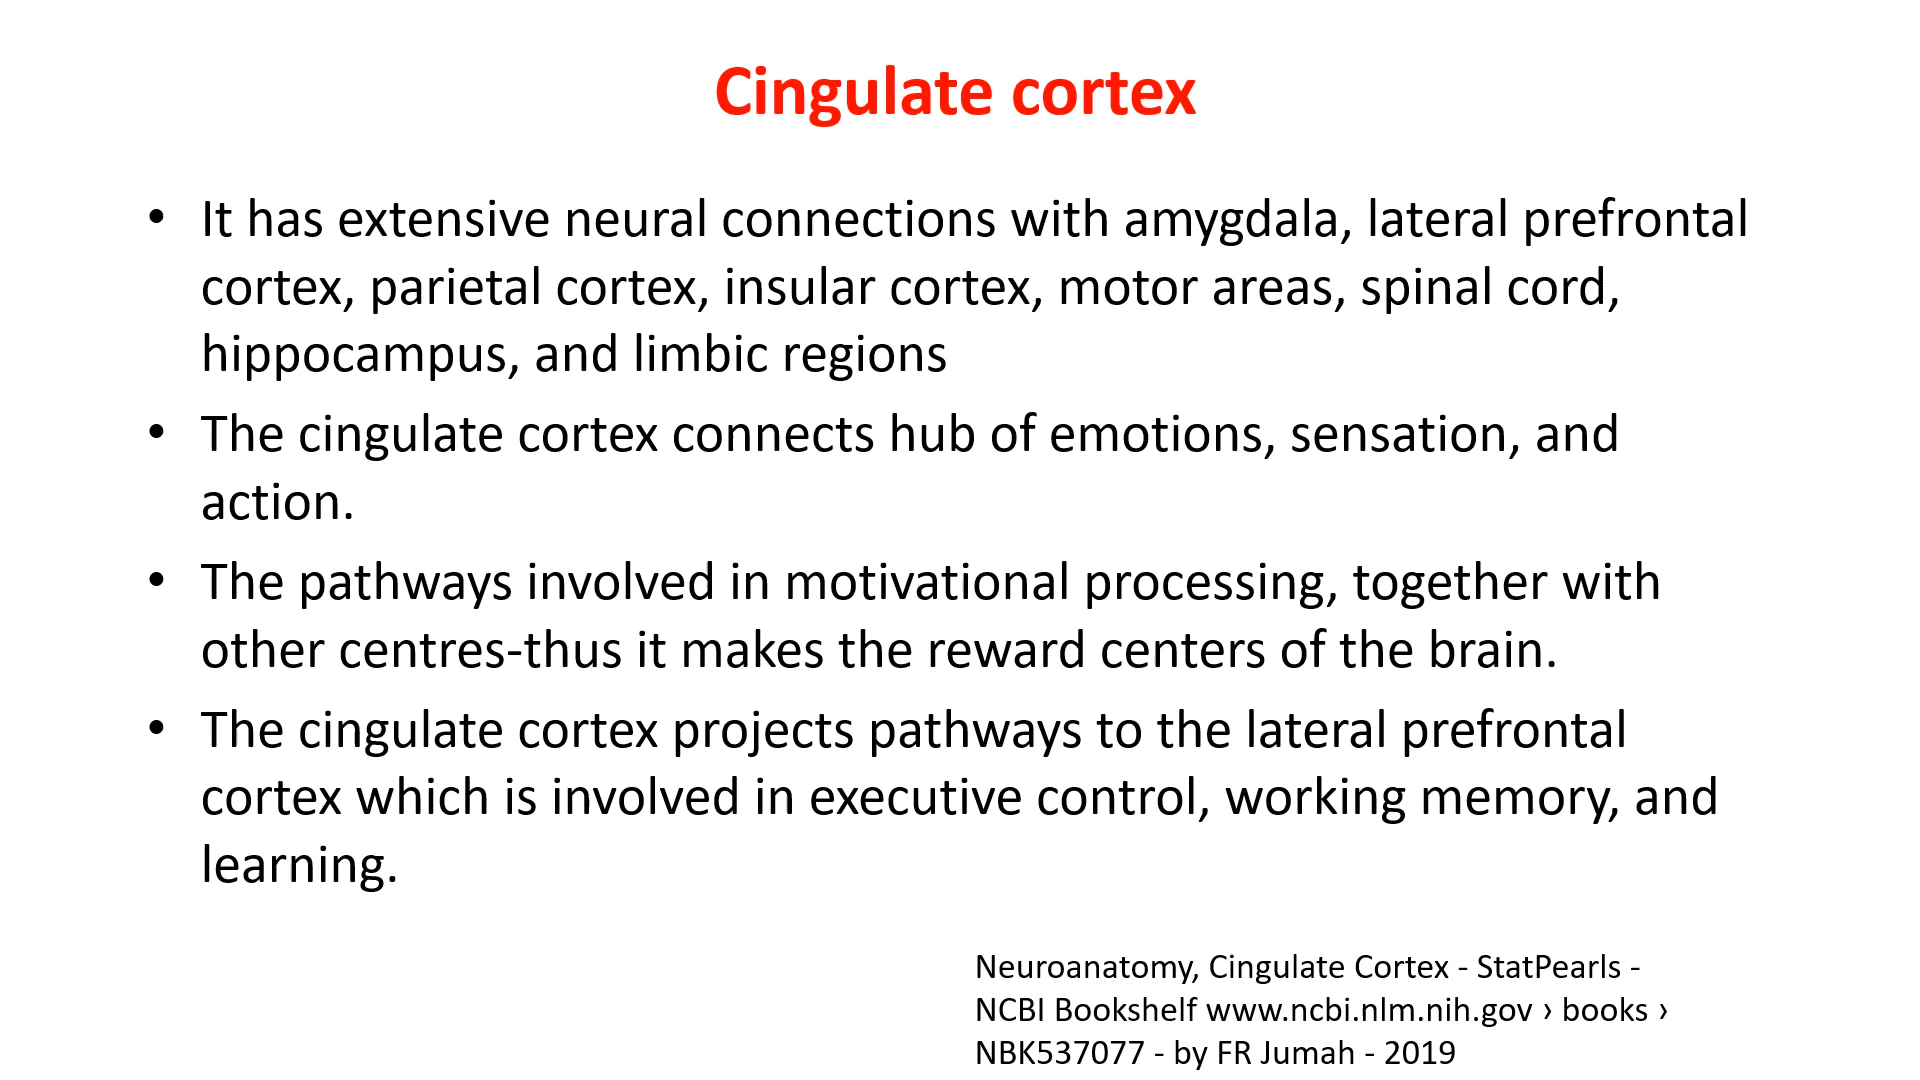 Cingulate cortex
• It has extensive neural connections with amygdala, lateral prefrontal
cortex, parietal cortex, insular cortex, motor areas, spinal cord,
hippocampus, and limbic regions
• The cingulate cortex connects hub of emotions, sensation, and
action.
• The pathways involved in motivational processing, together with
other centres-thus it makes the reward centers of the brain.
• The cingulate cortex projects pathways to the lateral prefrontal
cortex which is involved in executive control, working memory, and
learning.
Neuroanatomy, Cingulate Cortex - StatPearls -
NCBI Bookshelf www.ncbi.nlm.nih.gov › books ›
NBK537077 - by FR Jumah - 2019